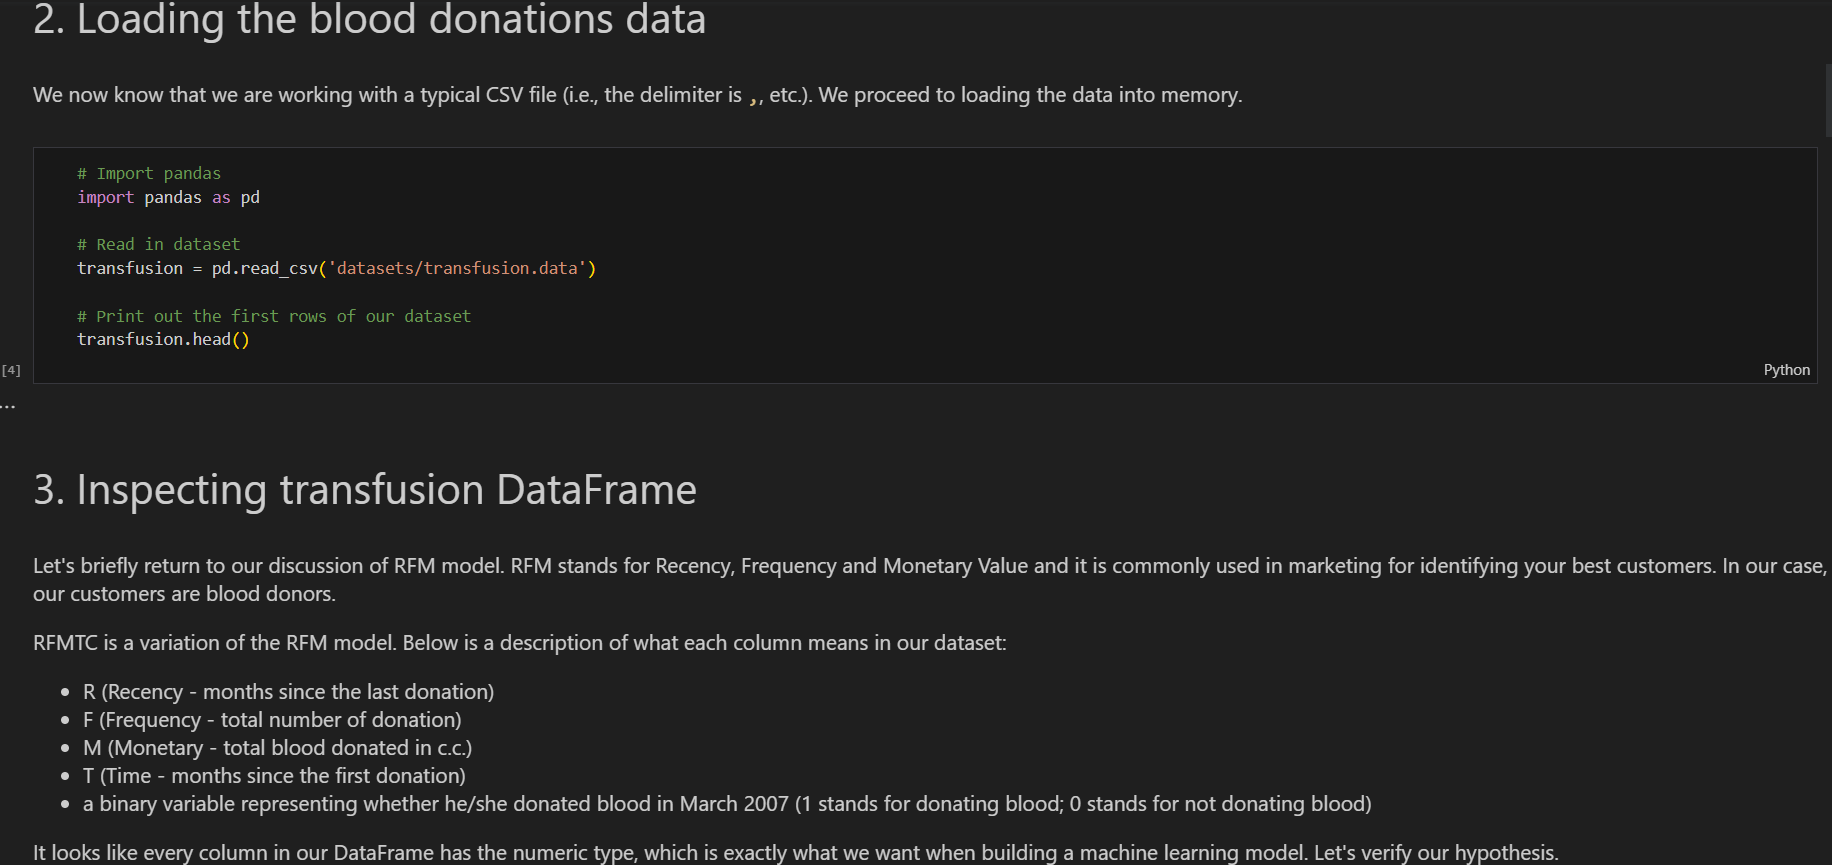 2. Loading the blood donations data
We now know that we are working with a typical CSV file (i.e., the delimiter is ,, etc.). We proceed to loading the data into memory.
# Import pandas
import pandas as pd
# Read in dataset
transfusion = pd.read_csv('datasets/transfusion.data')
# Print out the first rows of our dataset
transfusion.head()
[4]
Python
...
3. Inspecting transfusion DataFrame
Let's briefly return to our discussion of RFM model. RFM stands for Recency, Frequency and Monetary Value and it is commonly used in marketing for identifying your best customers. In our case,
our customers are blood donors.
RFMTC is a variation of the RFM model. Below is a description of what each column means in our dataset:
• R (Recency - months since the last donation)
• F (Frequency - total number of donation)
• M (Monetary - total blood donated in c.c.)
• T (Time - months since the first donation)
• a binary variable representing whether he/she donated blood in March 2007 (1 stands for donating blood; 0 stands for not donating blood)
It looks like every column in our DataFrame has the numeric type, which is exactly what we want when building a machine learning model. Let's verify our hypothesis.